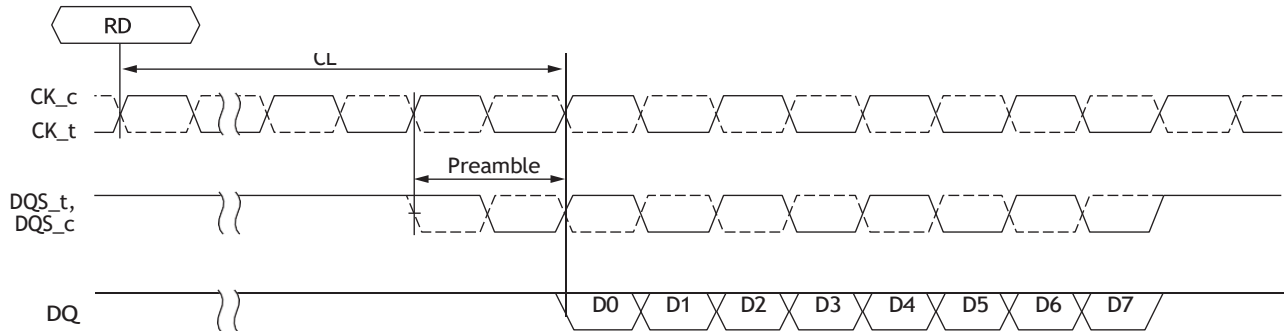 RD
CL
CK_c
CK_t
Preamble
DQS_t,
DQS_c
DQ
D0 D1 D2 D3 D4 D5 D6 D7